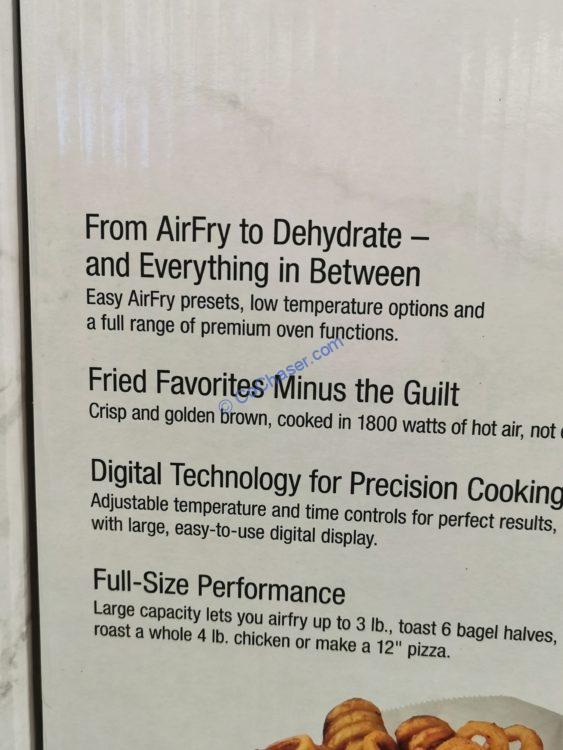 From AirFry to Dehydrate –
and Everything in Between
Easy AirFry presets, low temperature options and
a full range of premium oven functions.
© CoChaser.com
Fried Favorites Minus the Guilt
Crisp and golden brown, cooked in 1800 watts of hot air, not
Digital Technology for Precision Cooking
Adjustable temperature and time controls for perfect results,
with large, easy-to-use digital display.
Full-Size Performance
Large capacity lets you airfry up to 3 lb., toast 6 bagel halves,
roast a whole 4 lb. chicken or make a 12" pizza.